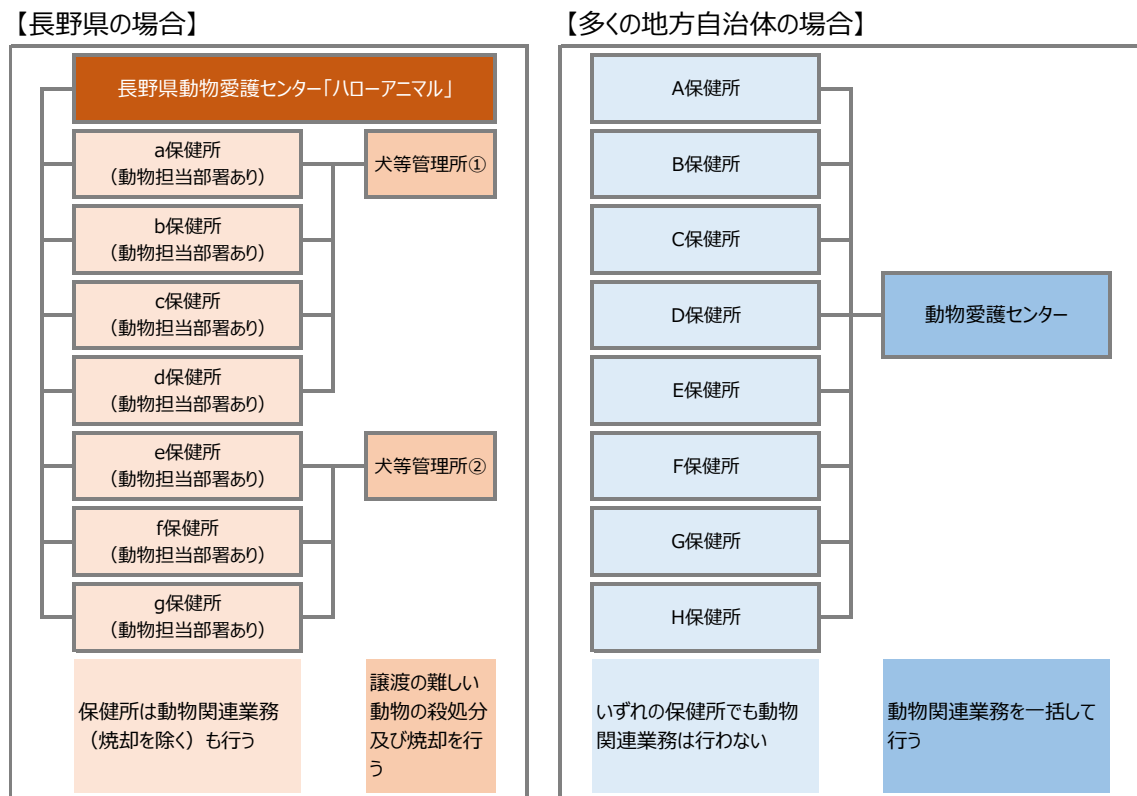 【長野県の場合】
長野県動物愛護センター「ハローアニマル」
a保健所
（動物担当部署あり）
犬等管理所①
b保健所
（動物担当部署あり）
c保健所
（動物担当部署あり）
d保健所
（動物担当部署あり）
e保健所
（動物担当部署あり）
犬等管理所②
f保健所
（動物担当部署あり）
g保健所
（動物担当部署あり）
保健所は動物関連業務
（焼却を除く）も行う
譲渡の難しい
動物の殺処分
及び焼却を行
う
【多くの地方自治体の場合】
A保健所
B保健所
C保健所
D保健所
E保健所
F保健所
G保健所
H保健所
動物愛護センター
いずれの保健所でも動物
関連業務は行わない
動物関連業務を一括して
行う